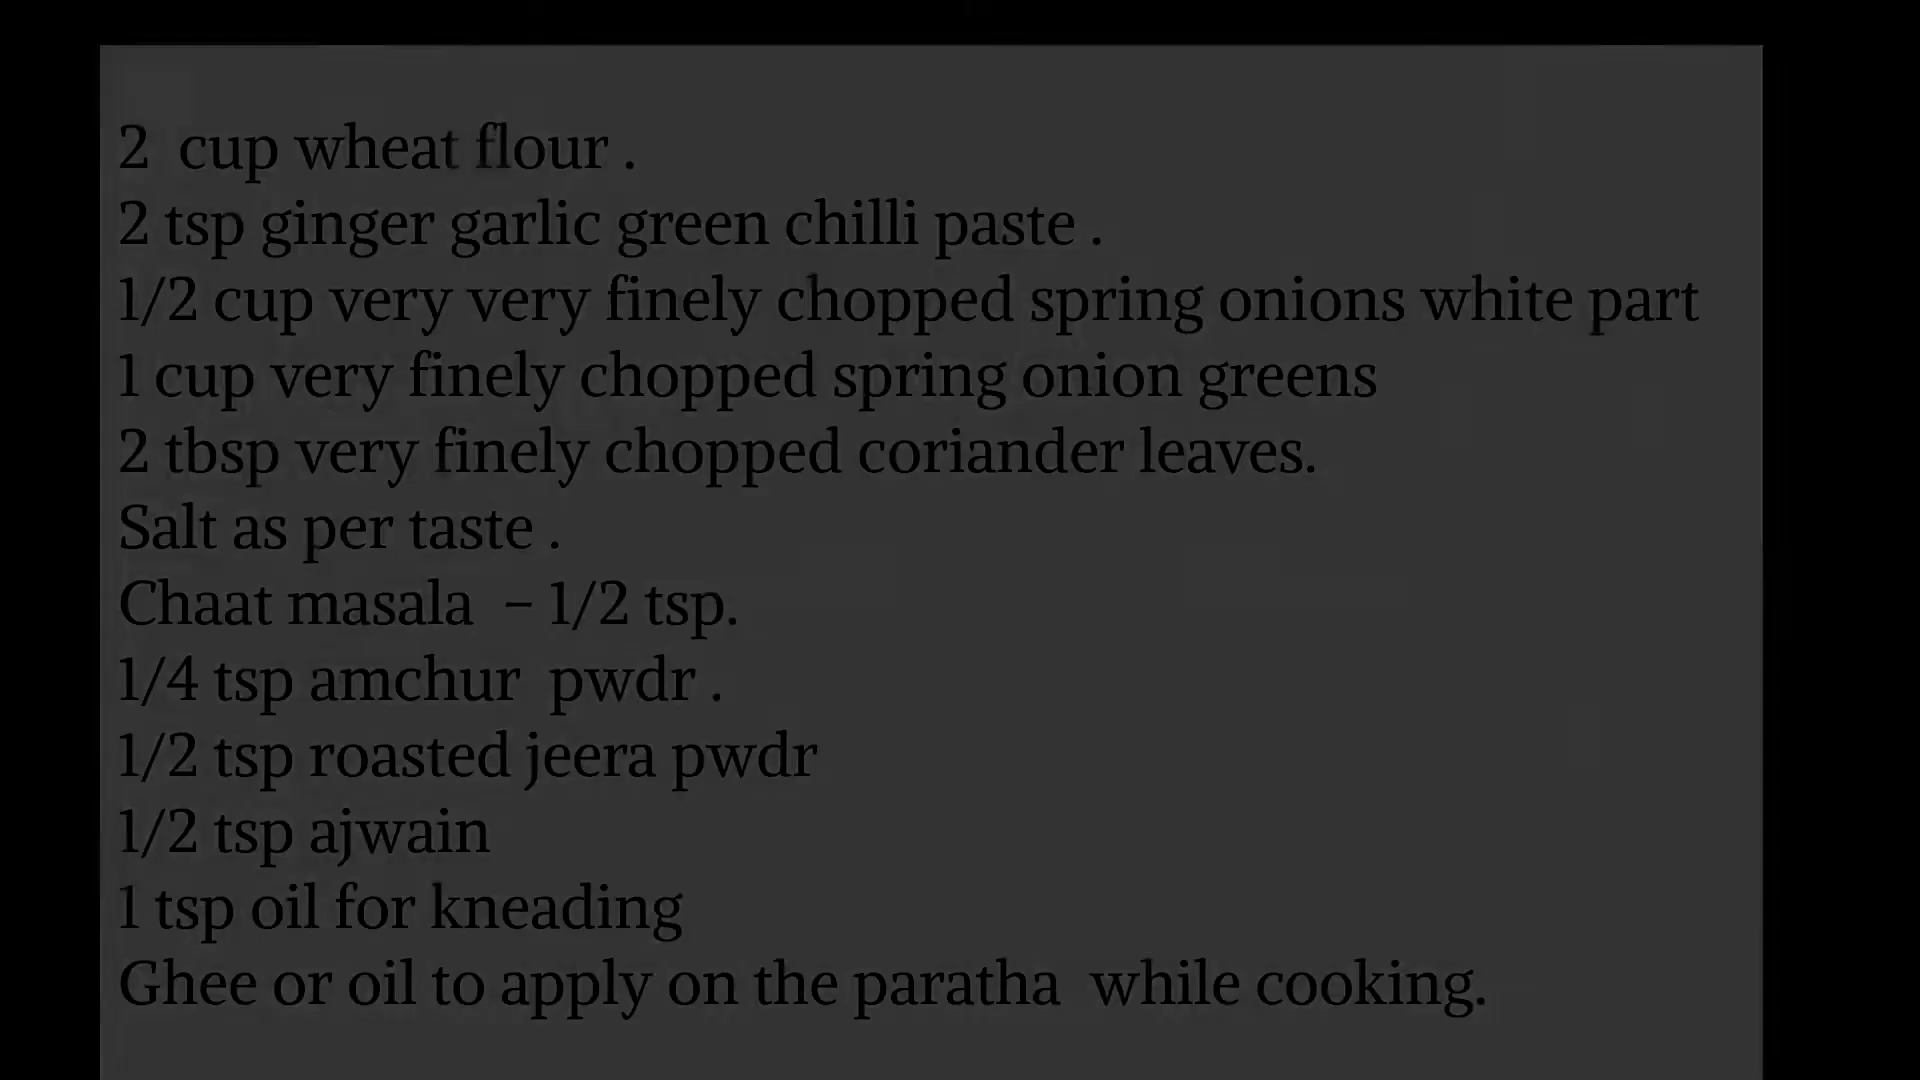 2 cup wheat flour .
2 tsp ginger garlic green chilli paste .
1/2 cup very very finely chopped spring onions white part
1 cup very finely chopped spring onion greens
2 tbsp very finely chopped coriander leaves.
Salt as per taste .
Chaat masala – 1/2 tsp.
1/4 tsp amchur pwdr .
1/2 tsp roasted jeera pwdr
1/2 tsp ajwain
1 tsp oil for kneading
Ghee or oil to apply on the paratha while cooking.